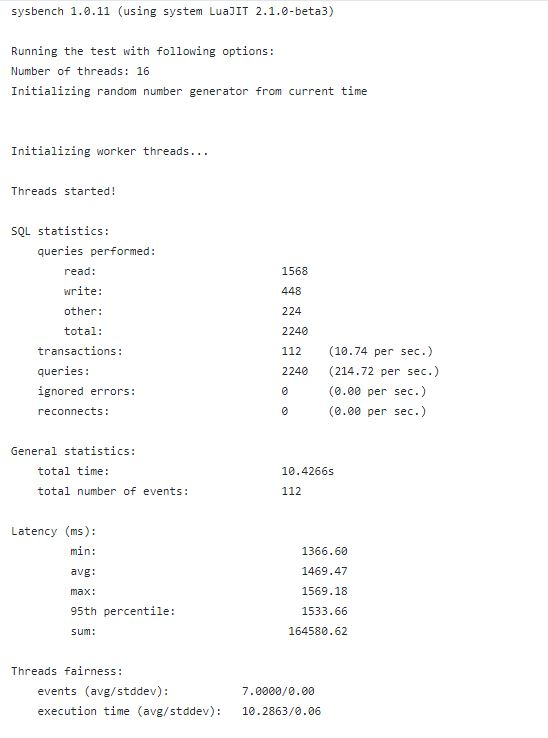 sysbench 1.0.11 (using system LuaJIT 2.1.0-beta3)
Running the test with following options:
Number of threads: 16
Initializing random number generator from current time
Initializing worker threads...
Threads started!
SQL statistics:
queries performed:
read: 1568
write: 448
other: 224
total: 2240
transactions: 112 (10.74 per sec.)
queries: 2240 (214.72 per sec.)
ignored errors: 0 (0.00 per sec.)
reconnects: 0 (0.00 per sec.)
General statistics:
total time: 10.4266s
total number of events: 112
Latency (ms):
min: 1366.60
avg: 1469.47
max: 1569.18
95th percentile: 1533.66
sum: 164580.62
Threads fairness:
events (avg/stddev): 7.0000/0.00
execution time (avg/stddev): 10.2863/0.06